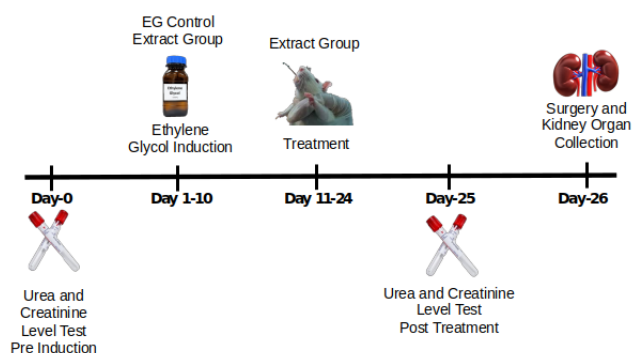 EG Control
Extract Group
Ethylene
Glycol
Ethylene
Glycol Induction
Extract Group
Treatment
Surgery and
Kidney Organ
Collection
Day-0
Day 1-10
Day 11-24
Day-25
Day-26
Urea and
Creatinine
Level Test
Pre Induction
Urea and Creatinine
Level Test
Post Treatment